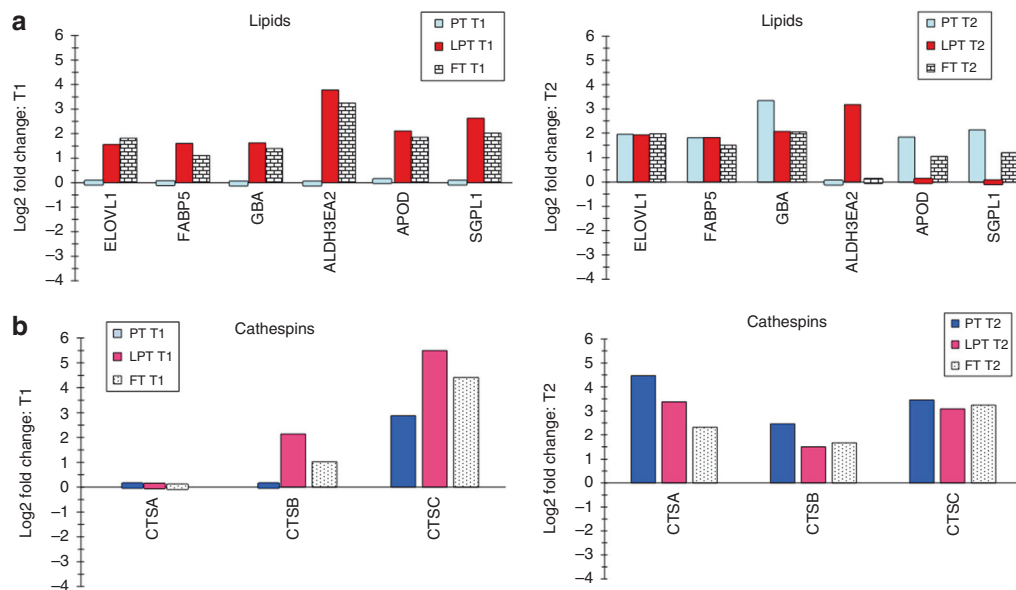 a
Lipids
PT T1
LPT T1
FT T1
Log2 fold change: T1
6
5
4
3
2
1
0
–1
–2
–3
–4
ELOVL1
FABP5
GBA
ALDH3EA2
APOD
SGPL1
Lipids
PT T2
LPT T2
FT T2
Log2 fold change: T2
6
5
4
3
2
1
0
–1
–2
–3
–4
ELOVL1
FABP5
GBA
ALDH3EA2
APOD
SGPL1
b
Cathespins
PT T1
LPT T1
FT T1
Log2 fold change: T1
6
5
4
3
2
1
0
–1
–2
–3
–4
CTSA
CTSB
CTSC
Cathespins
PT T2
LPT T2
FT T2
Log2 fold change: T2
6
5
4
3
2
1
0
–1
–2
–3
–4
CTSA
CTSB
CTSC